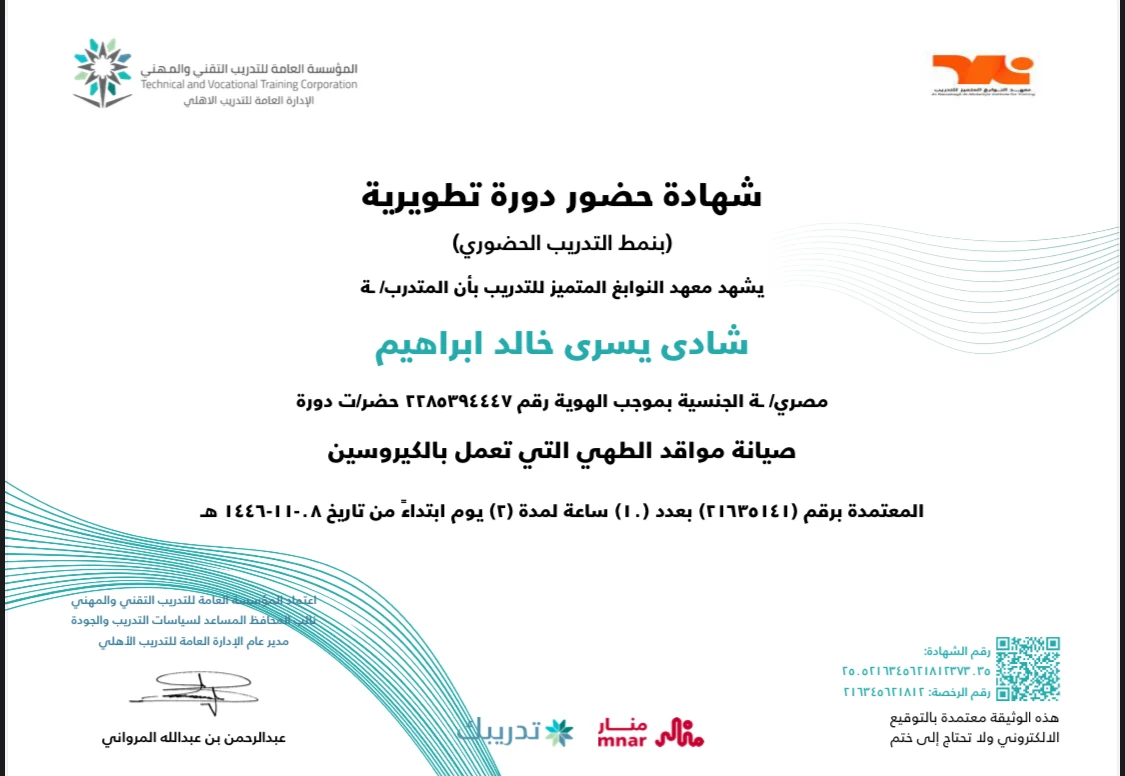 المؤسسة العامة للتدريب التقني والمهني
Technical and Vocational Training Corporation
الإدارة العامة للتدريب الاهلي
معهد النوابغ المتميز للتدريب
شهادة حضور دورة تطويرية
(بنمط التدريب الحضوري)
يشهد معهد النوابغ المتميز للتدريب بأن المتدرب/ ـة
شادى يسرى خالد ابراهيم
مصري/ ـة الجنسية بموجب الهوية رقم ٢٢٨٥٣٩٤٤٤٧ حضر/ت دورة
صيانة مواقد الطهي التي تعمل بالكيروسين
المعتمدة برقم (٢١٦٣٥١٤١) بعدد (١٠) ساعة لمدة (٢) يوم ابتداءً من تاريخ ٠٨-١١-١٤٤٦ هـ
اعتماد المؤسسة العامة للتدريب التقني والمهني
نائب المحافظ المساعد لسياسات التدريب والجودة
مدير عام الإدارة العامة للتدريب الأهلي
عبدالرحمن بن عبدالله المرواني
تدريبك
منار
mnar
رقم الشهادة:
٢٥٠٥٢١٦٣٤٥٦٢١٨١٢٣٧٣٠٣٥
رقم الرخصة: ٢١٦٣٤٥٦٢١٨١٢
هذه الوثيقة معتمدة بالتوقيع
الالكتروني ولا تحتاج إلى ختم